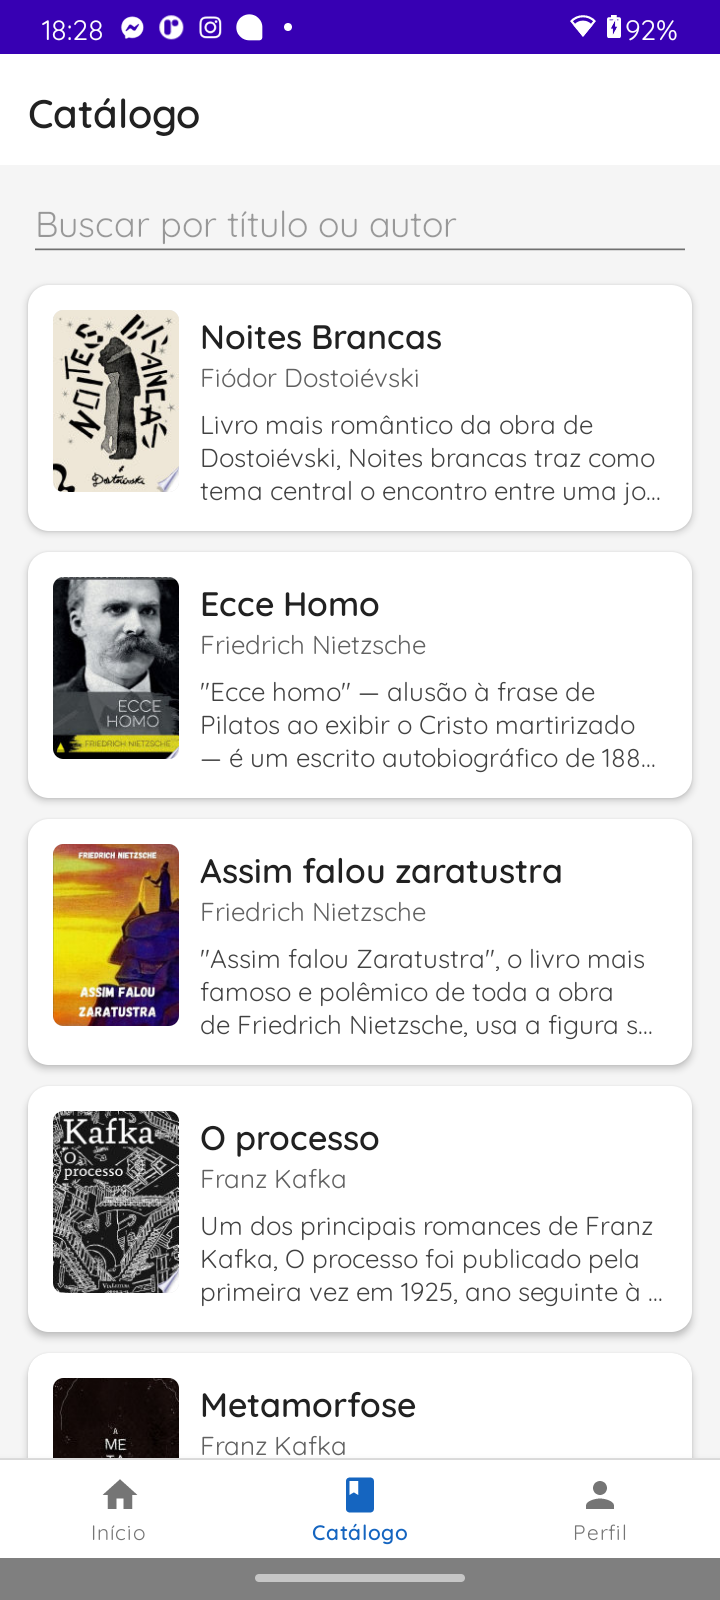 18:28
92%
Catálogo
Buscar por título ou autor
NOITES BRANCAS
Dostoiévski
Noites Brancas
Fiódor Dostoiévski
Livro mais romântico da obra de
Dostoiévski, Noites brancas traz como
tema central o encontro entre uma jo...
ECCE
HOMO
FRIEDRICH NIETZSCHE
Ecce Homo
Friedrich Nietzsche
"Ecce homo" — alusão à frase de
Pilatos ao exibir o Cristo martirizado
— é um escrito autobiográfico de 188...
FRIEDRICH NIETZSCHE
ASSIM FALOU
ZARATUSTRA
Assim falou zaratustra
Friedrich Nietzsche
"Assim falou Zaratustra", o livro mais
famoso e polêmico de toda a obra
de Friedrich Nietzsche, usa a figura s...
Kafka
O
processo
O processo
Franz Kafka
Um dos principais romances de Franz
Kafka, O processo foi publicado pela
primeira vez em 1925, ano seguinte à ...
A
ME
Metamorfose
Franz Kafka
Início
Catálogo
Perfil